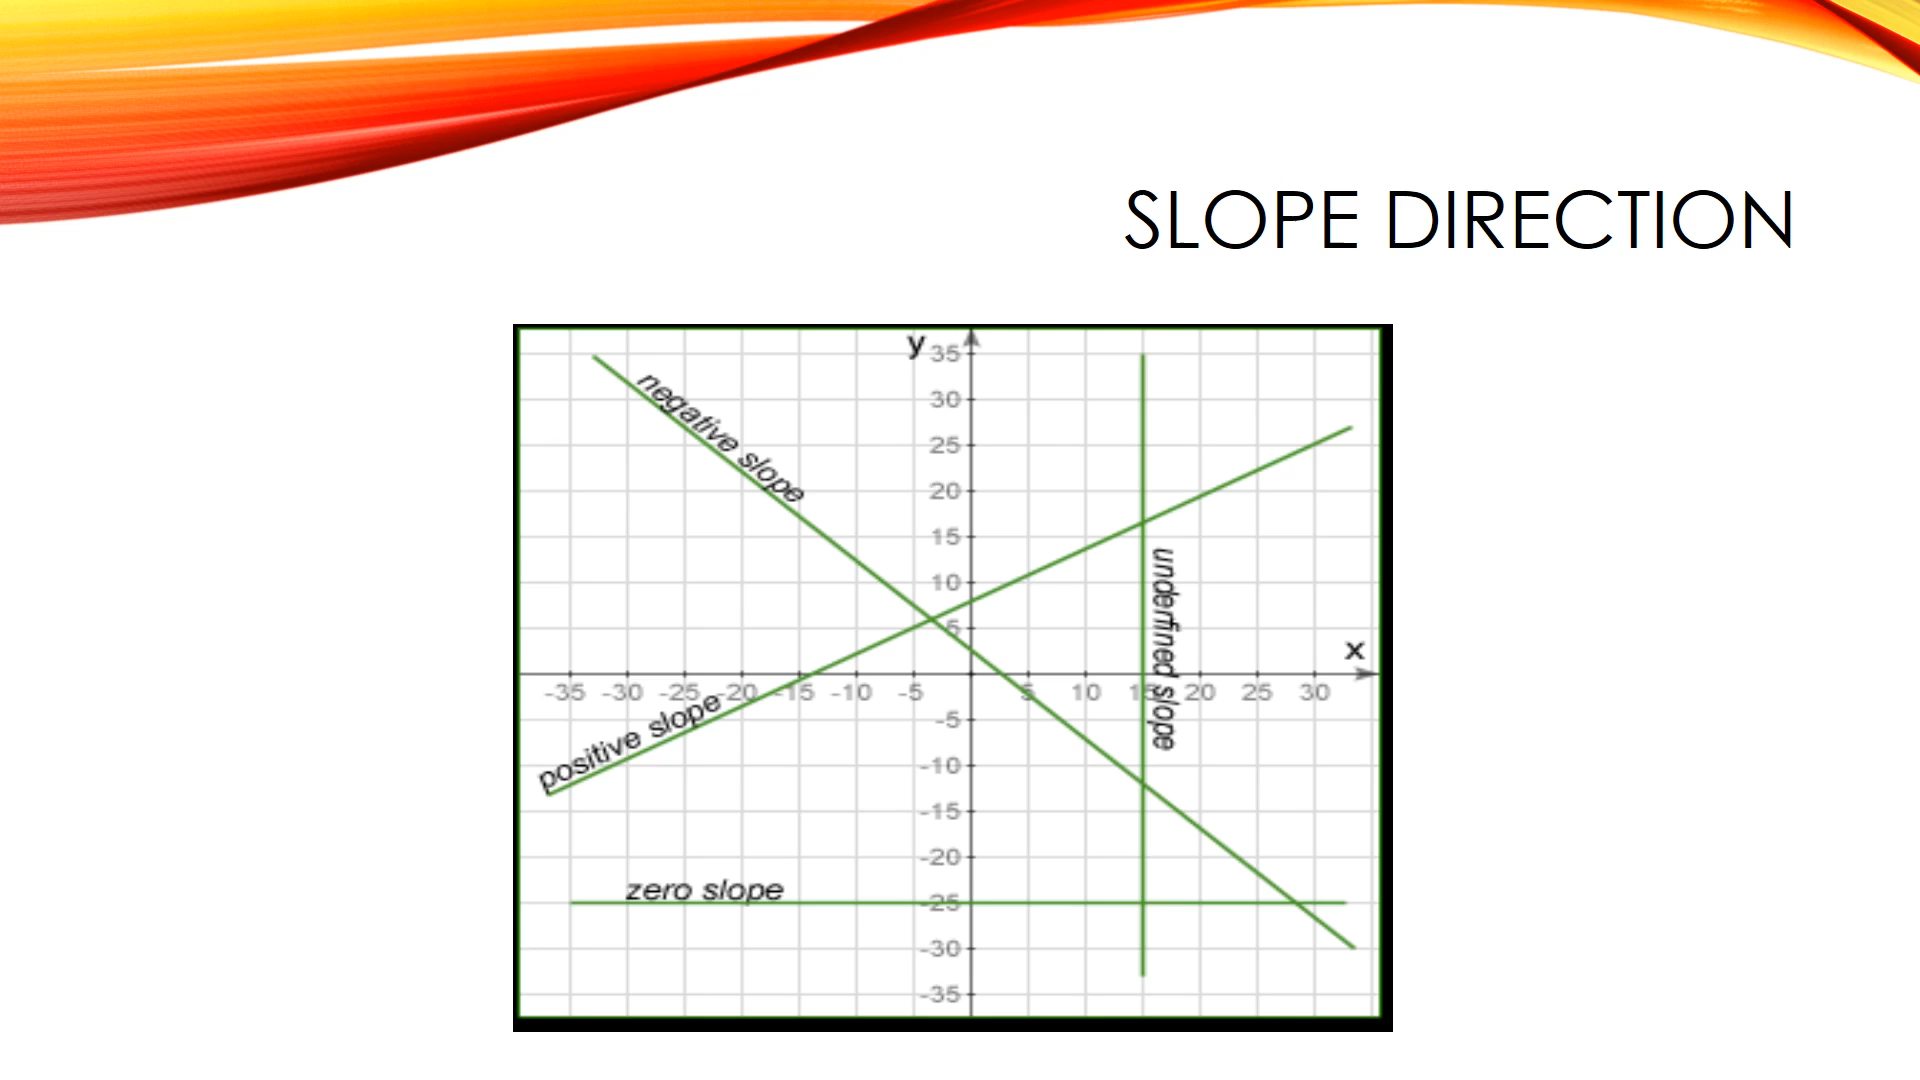 SLOPE DIRECTION
y
35
30
25
20
15
10
5
-5
-10
-15
-20
-25
-30
-35
x
-35 -30 -25 -20 -15 -10 -5 5 10 15 20 25 30
negative slope
positive slope
undefined slope
zero slope